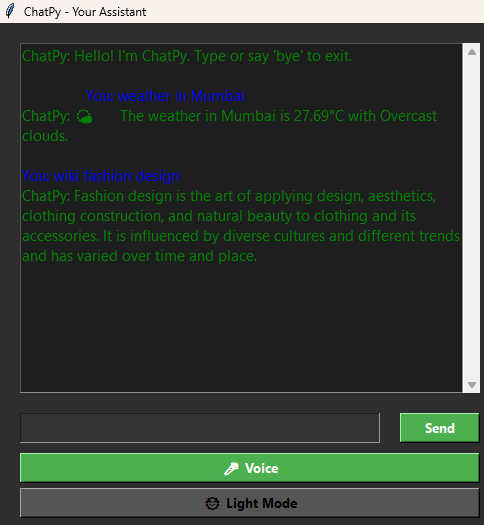 ChatPy - Your Assistant
ChatPy: Hello! I'm ChatPy. Type or say 'bye' to exit.
You: weather in Mumbai
ChatPy: The weather in Mumbai is 27.69°C with Overcast
clouds.
You: wiki fashion design
ChatPy: Fashion design is the art of applying design, aesthetics,
clothing construction, and natural beauty to clothing and its
accessories. It is influenced by diverse cultures and different trends
and has varied over time and place.
Send
Voice
Light Mode